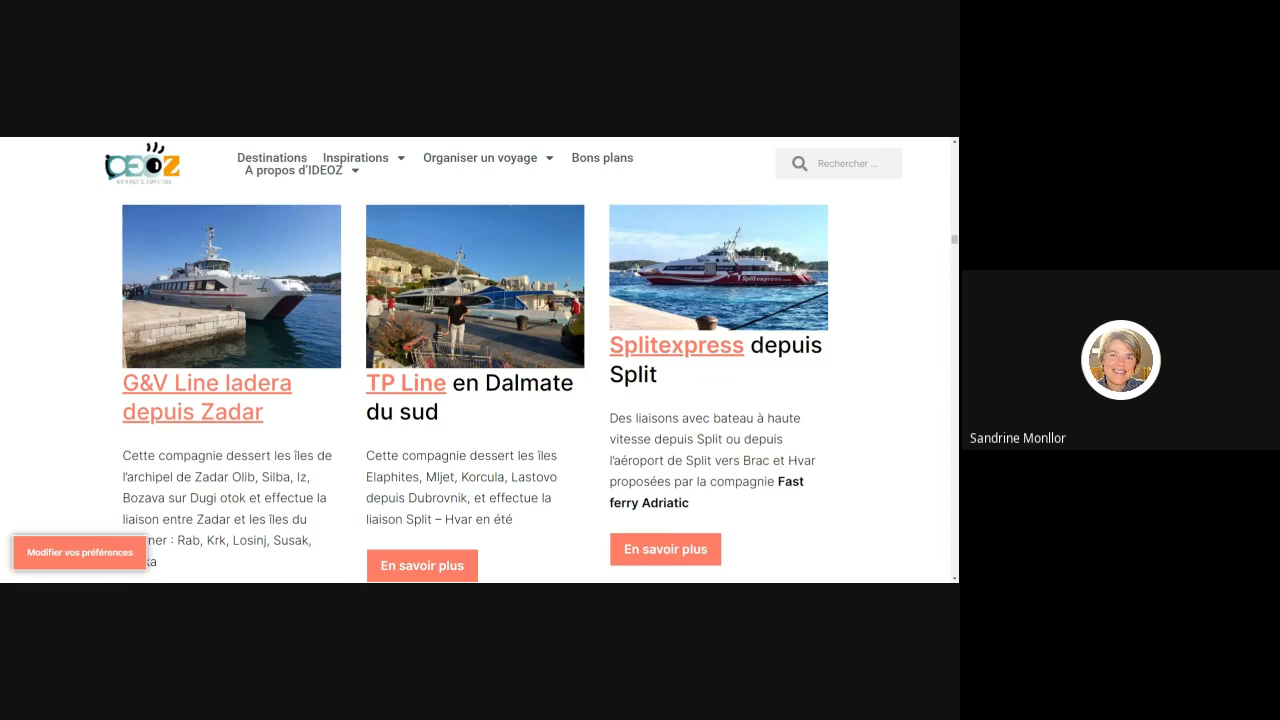 IDEOZ
Destinations Inspirations Organiser un voyage Bons plans
A propos d'IDEOZ
Rechercher ...
Splitexpress.com
G&V Line ladera
depuis Zadar
Cette compagnie dessert les îles de
l'archipel de Zadar Olib, Silba, Iz,
Bozava sur Dugi otok et effectue la
liaison entre Zadar et les îles du
ner : Rab, Krk, Losinj, Susak,
TP Line en Dalmate
du sud
Cette compagnie dessert les îles
Elaphites, MIjet, Korcula, Lastovo
depuis Dubrovnik, et effectue la
liaison Split – Hvar en été
En savoir plus
Splitexpress depuis
Split
Des liaisons avec bateau à haute
vitesse depuis Split ou depuis
l'aéroport de Split vers Brac et Hvar
proposées par la compagnie Fast
ferry Adriatic
En savoir plus
Modifier vos préférences
Sandrine Monllor